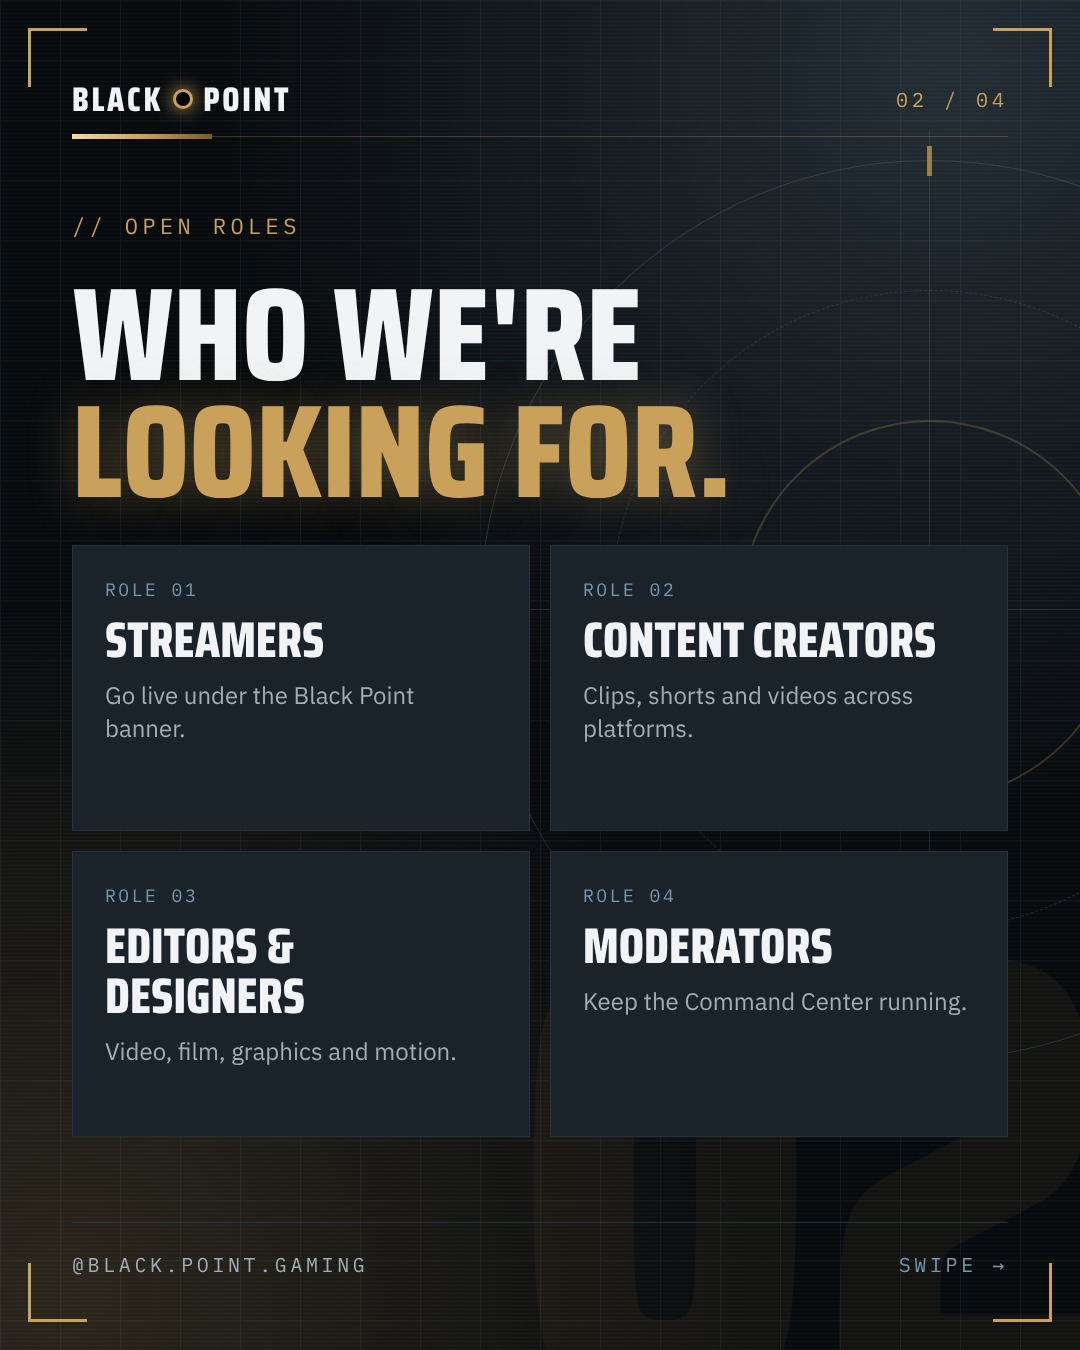 BLACK POINT
02 / 04
// OPEN ROLES
WHO WE'RE
LOOKING FOR.
ROLE 01
STREAMERS
Go live under the Black Point
banner.
ROLE 02
CONTENT CREATORS
Clips, shorts and videos across
platforms.
ROLE 03
EDITORS &
DESIGNERS
Video, film, graphics and motion.
ROLE 04
MODERATORS
Keep the Command Center running.
02
@BLACK.POINT.GAMING
SWIPE →